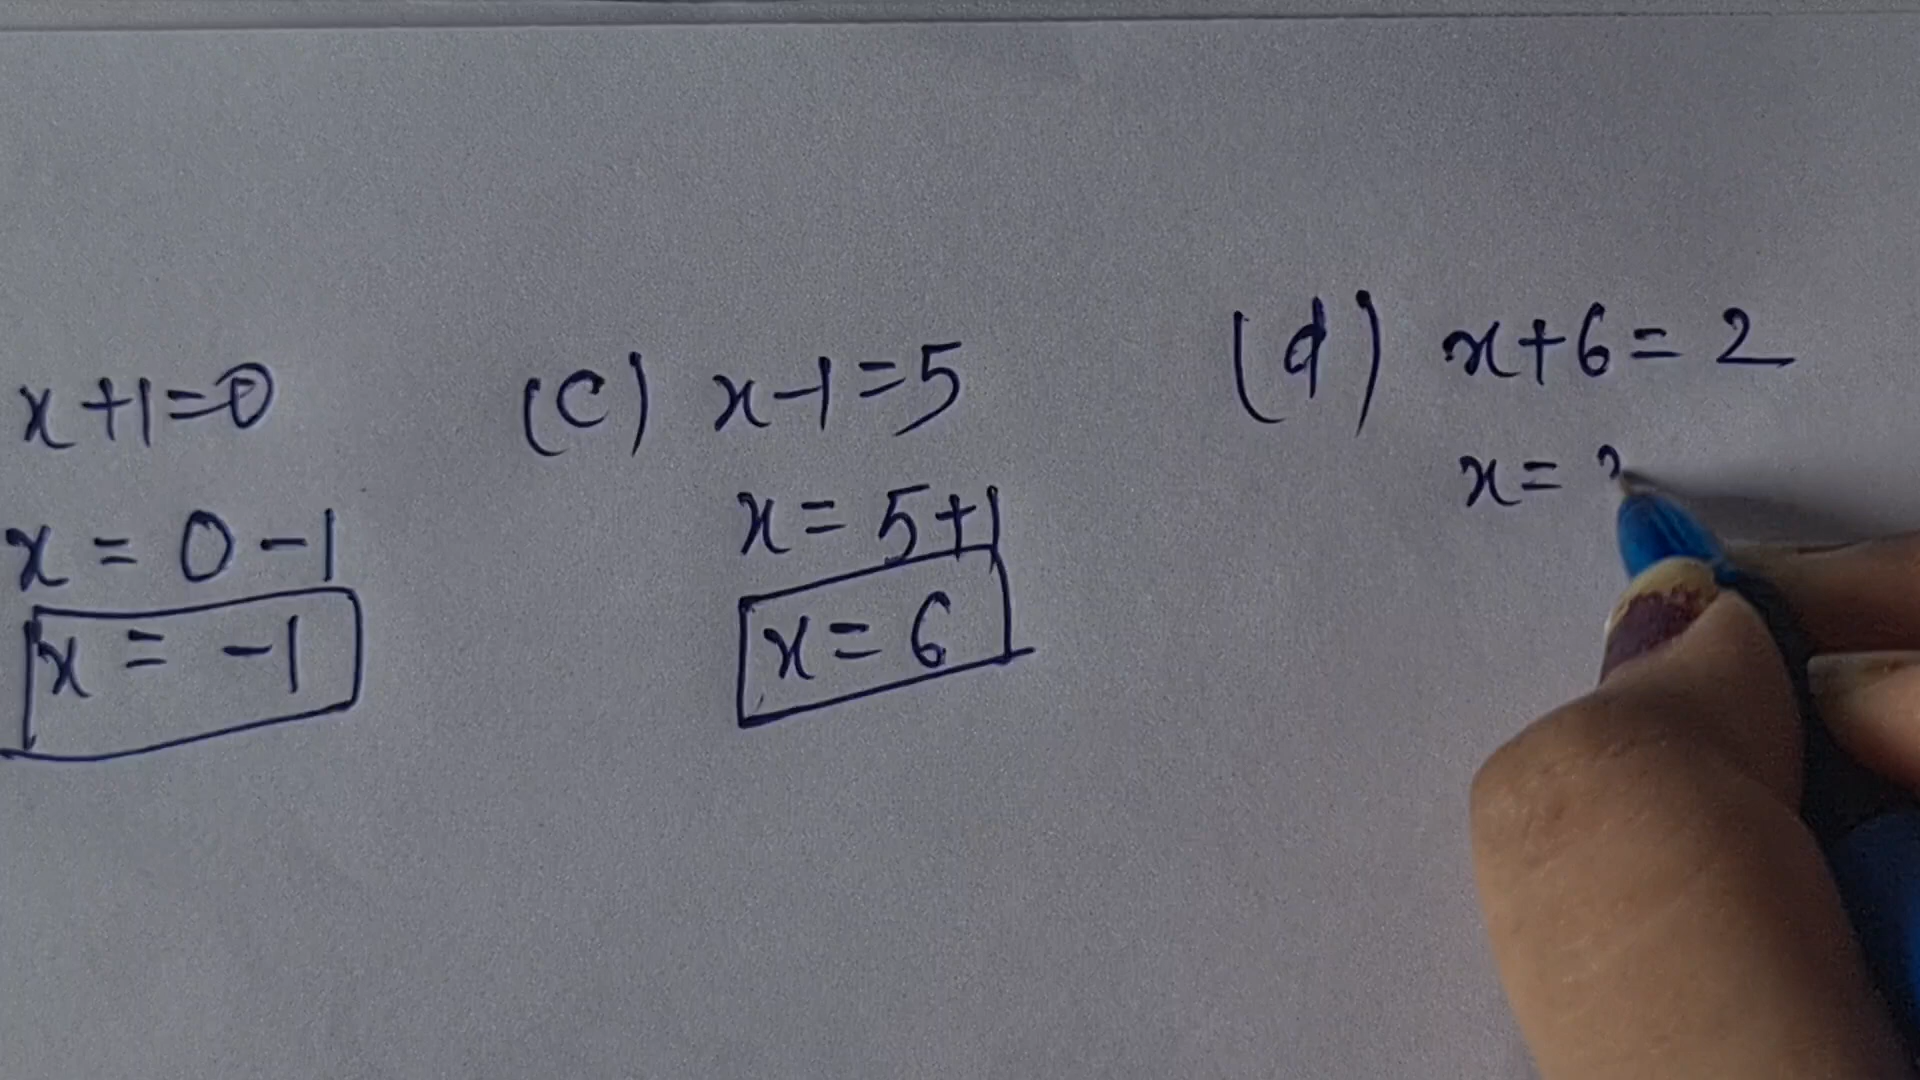 x+1=0
x = 0-1
x = -1
(c) x-1=5
x = 5+1
x = 6
(d) x+6=2
x =